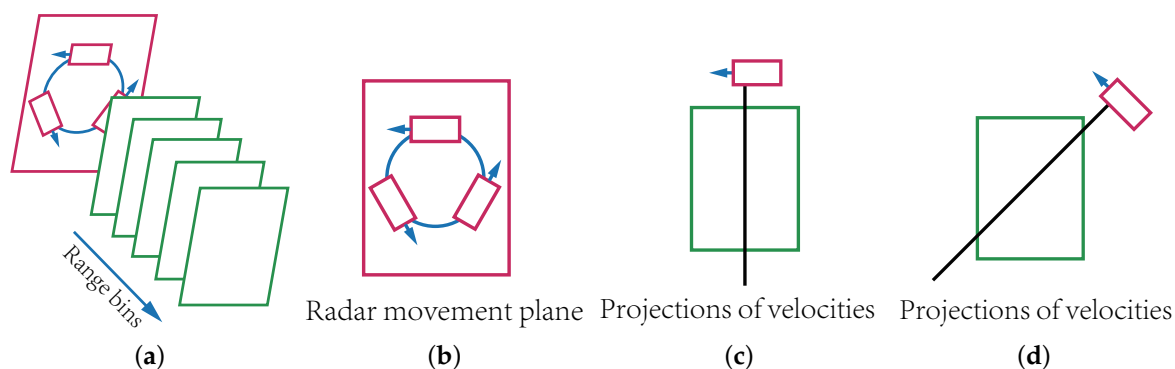 Range bins
Radar movement plane
Projections of velocities
Projections of velocities
(a)
(b)
(c)
(d)